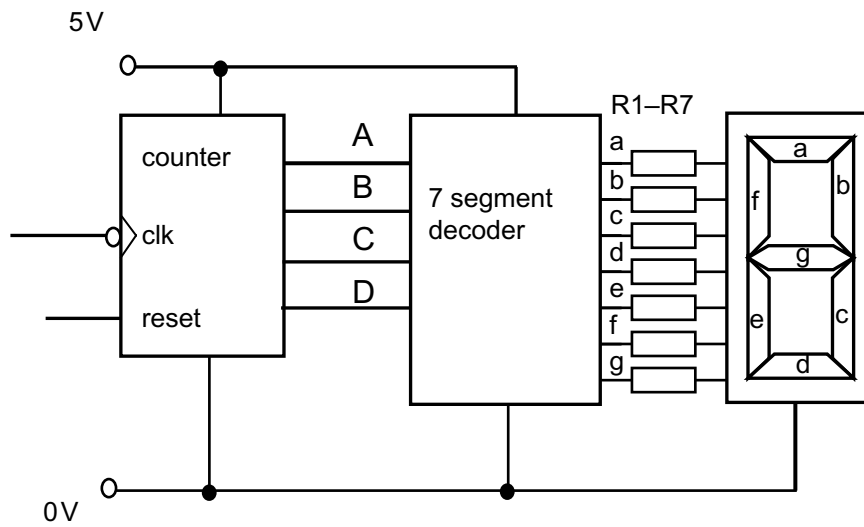 5V
R1–R7
counter
clk
reset
A
B
C
D
7 segment
decoder
a
b
c
d
e
f
g
a
b
f
g
e
c
d
0V